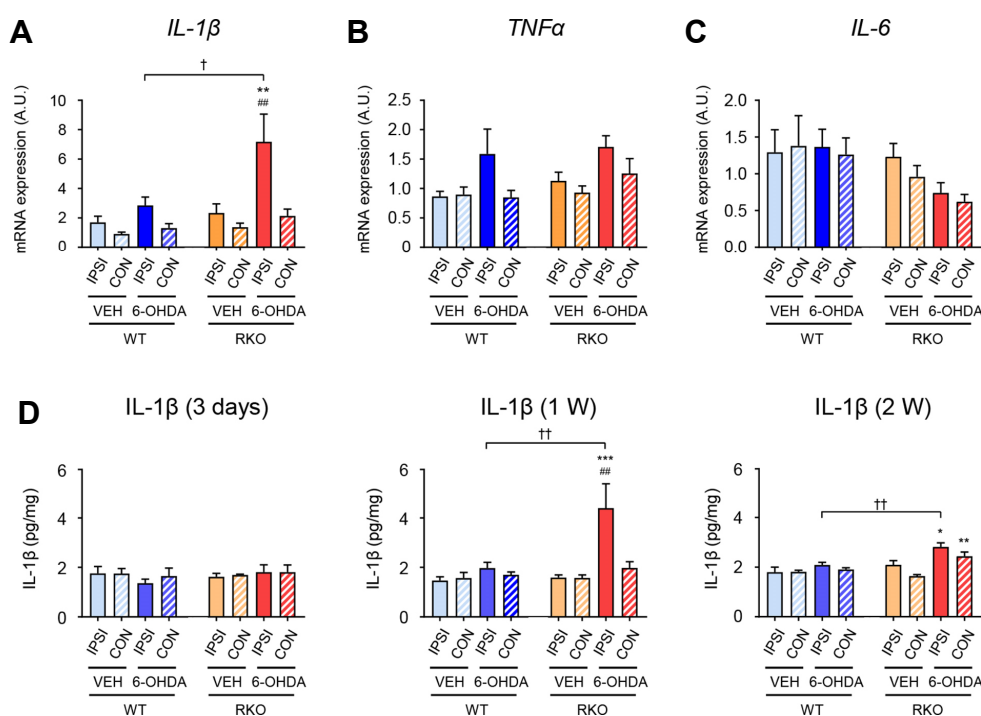 A
IL-1β
†
**
##
mRNA expression (A.U.)
10
8
6
4
2
0
IPSI
CON
IPSI
CON
IPSI
CON
IPSI
CON
VEH
6-OHDA
VEH
6-OHDA
WT
RKO
B
TNFα
mRNA expression (A.U.)
2.5
2.0
1.5
1.0
0.5
0.0
IPSI
CON
IPSI
CON
IPSI
CON
IPSI
CON
VEH
6-OHDA
VEH
6-OHDA
WT
RKO
C
IL-6
mRNA expression (A.U.)
2.0
1.5
1.0
0.5
0.0
IPSI
CON
IPSI
CON
IPSI
CON
IPSI
CON
VEH
6-OHDA
VEH
6-OHDA
WT
RKO
D
IL-1β (3 days)
IL-1β (pg/mg)
6
4
2
0
IPSI
CON
IPSI
CON
IPSI
CON
IPSI
CON
VEH
6-OHDA
VEH
6-OHDA
WT
RKO
IL-1β (1 W)
††
***
##
IL-1β (pg/mg)
6
4
2
0
IPSI
CON
IPSI
CON
IPSI
CON
IPSI
CON
VEH
6-OHDA
VEH
6-OHDA
WT
RKO
IL-1β (2 W)
††
*
**
IL-1β (pg/mg)
6
4
2
0
IPSI
CON
IPSI
CON
IPSI
CON
IPSI
CON
VEH
6-OHDA
VEH
6-OHDA
WT
RKO